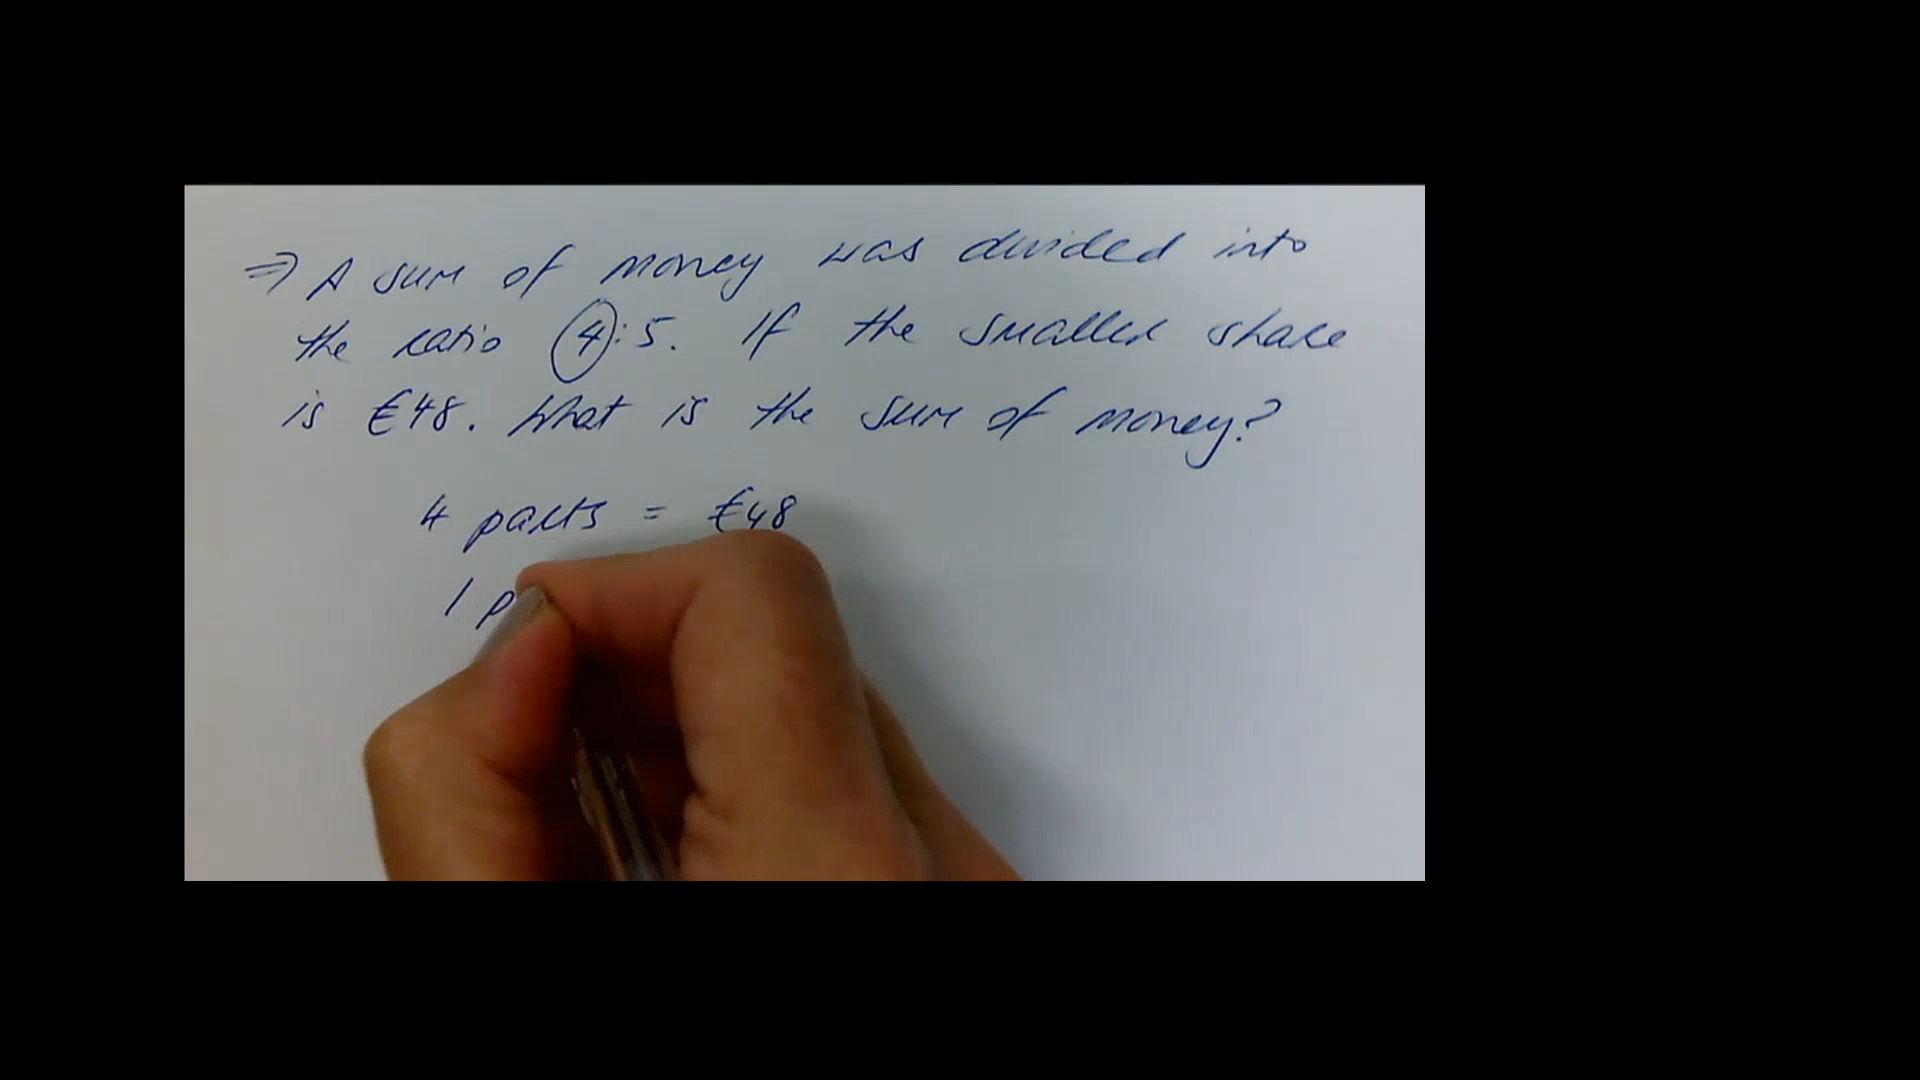 ⇒ A sum of money was divided into
the ratio 4:5. If the smaller share
is €48. What is the sum of money?
4 parts = €48
1 p